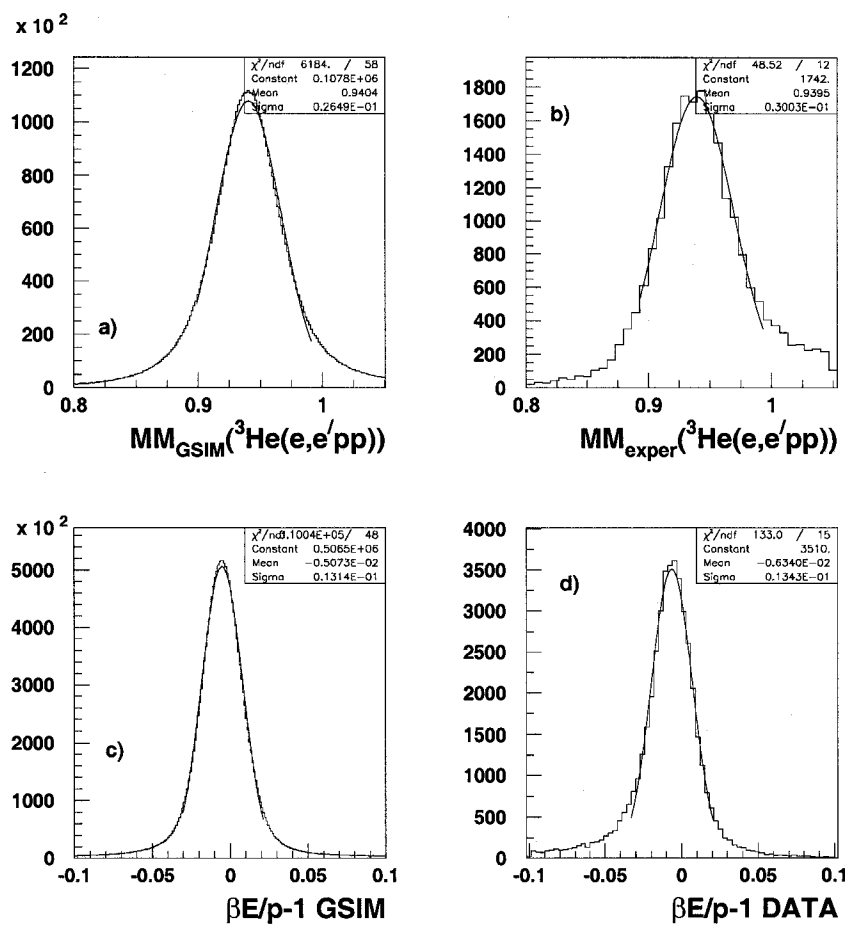 x 10 2
χ²/ndf 6184. / 58
Constant 0.1078E+06
Mean 0.9404
Sigma 0.2649E-01
1200
1000
800
600
400
200
0
a)
0.8 0.9 1
MM_GSIM(³He(e,e′pp))
χ²/ndf 48.52 / 12
Constant 1742.
Mean 0.9395
Sigma 0.3003E-01
1800
1600
1400
1200
1000
800
600
400
200
0
b)
0.8 0.9 1
MM_exper(³He(e,e′pp))
x 10 2
χ²/ndf 0.1004E+05/ 48
Constant 0.5065E+06
Mean -0.5073E-02
Sigma 0.1314E-01
5000
4000
3000
2000
1000
0
c)
-0.1 -0.05 0 0.05 0.1
βE/p-1 GSIM
χ²/ndf 133.0 / 15
Constant 3510.
Mean -0.6340E-02
Sigma 0.1343E-01
4000
3500
3000
2500
2000
1500
1000
500
0
d)
-0.1 -0.05 0 0.05 0.1
βE/p-1 DATA